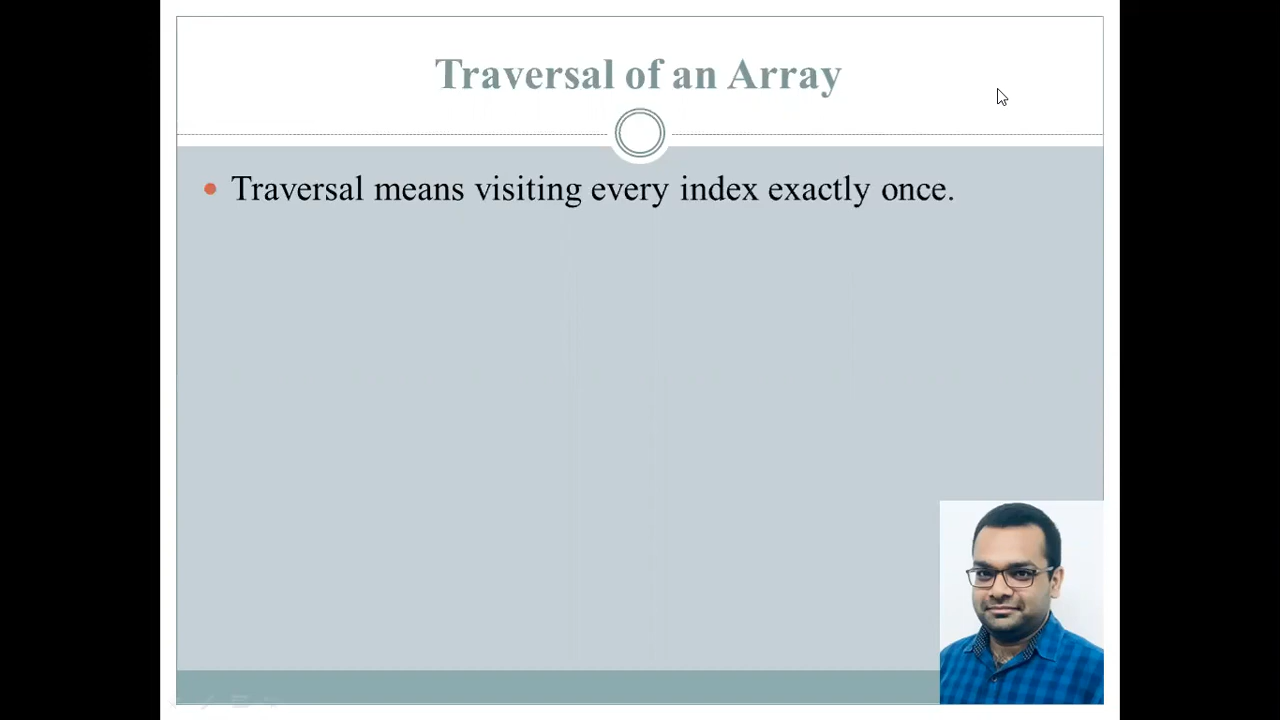 Traversal of an Array
Traversal means visiting every index exactly once.